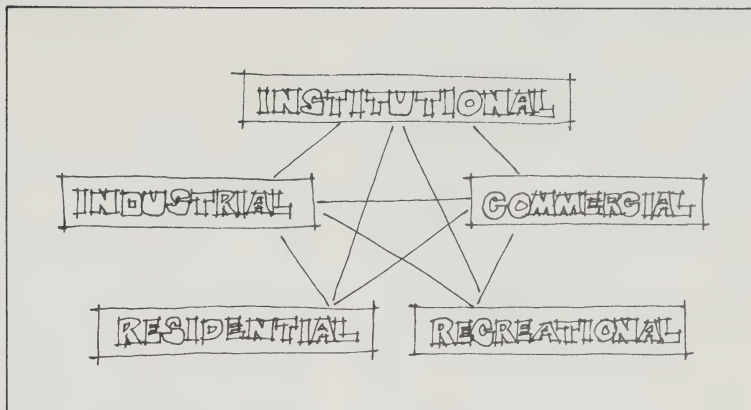 INSTITUTIONAL
INDUSTRIAL
COMMERCIAL
RESIDENTIAL
RECREATIONAL